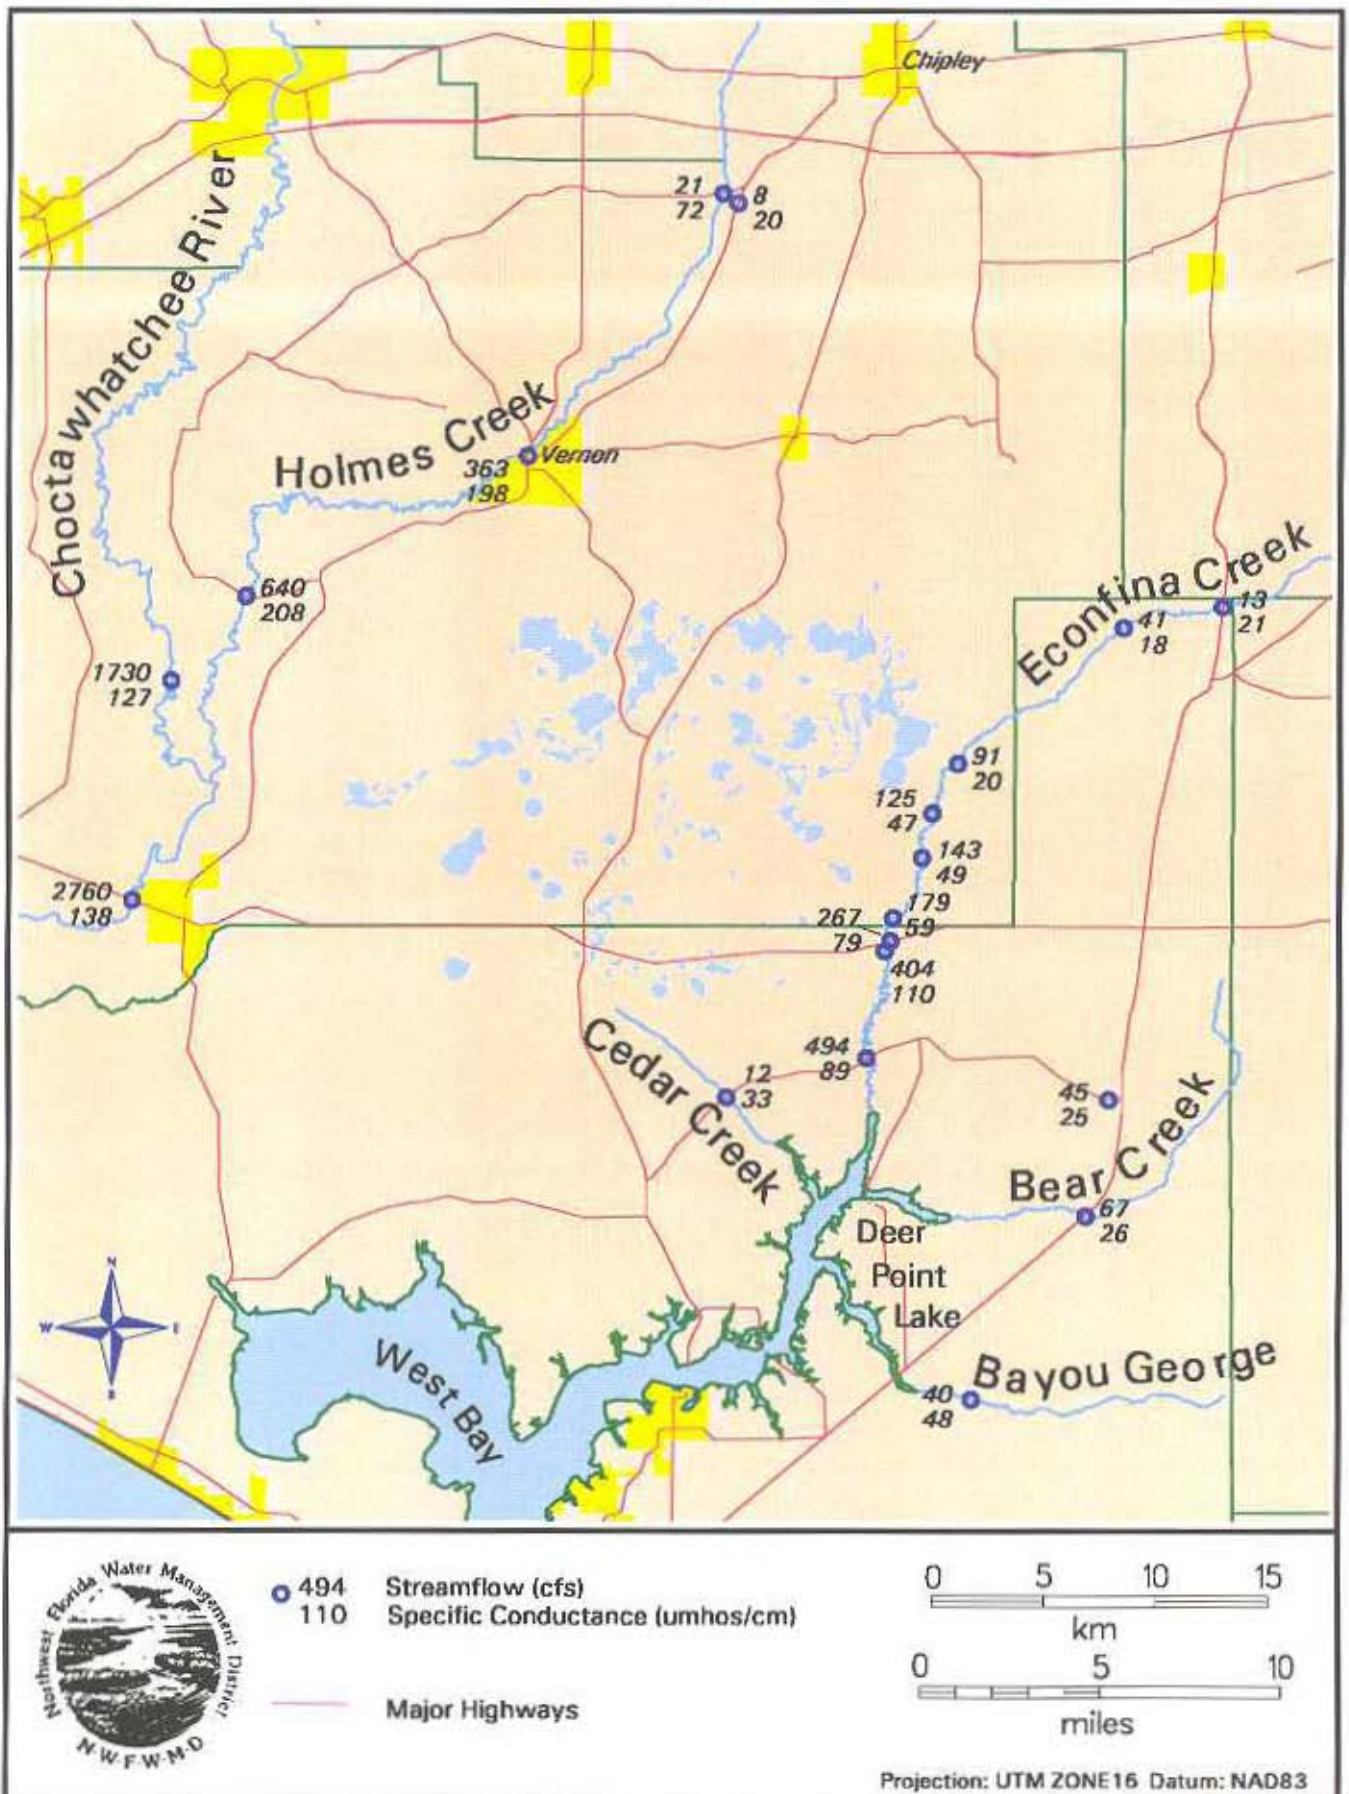 Chipley
21
72
8
20
Choctawhatchee River
Holmes Creek
Vernon
363
198
640
208
1730
127
2760
138
Econfina Creek
13
21
41
18
91
20
125
47
143
49
179
59
267
79
404
110
494
89
Cedar Creek
12
33
45
25
Bear Creek
67
26
Deer
Point
Lake
N
W
E
S
West Bay
Bayou George
40
48
Northwest Florida Water Management District
N-W-F-W-M-D
494 Streamflow (cfs)
110 Specific Conductance (umhos/cm)
Major Highways
0 5 10 15
km
0 5 10
miles
Projection: UTM ZONE16 Datum: NAD83